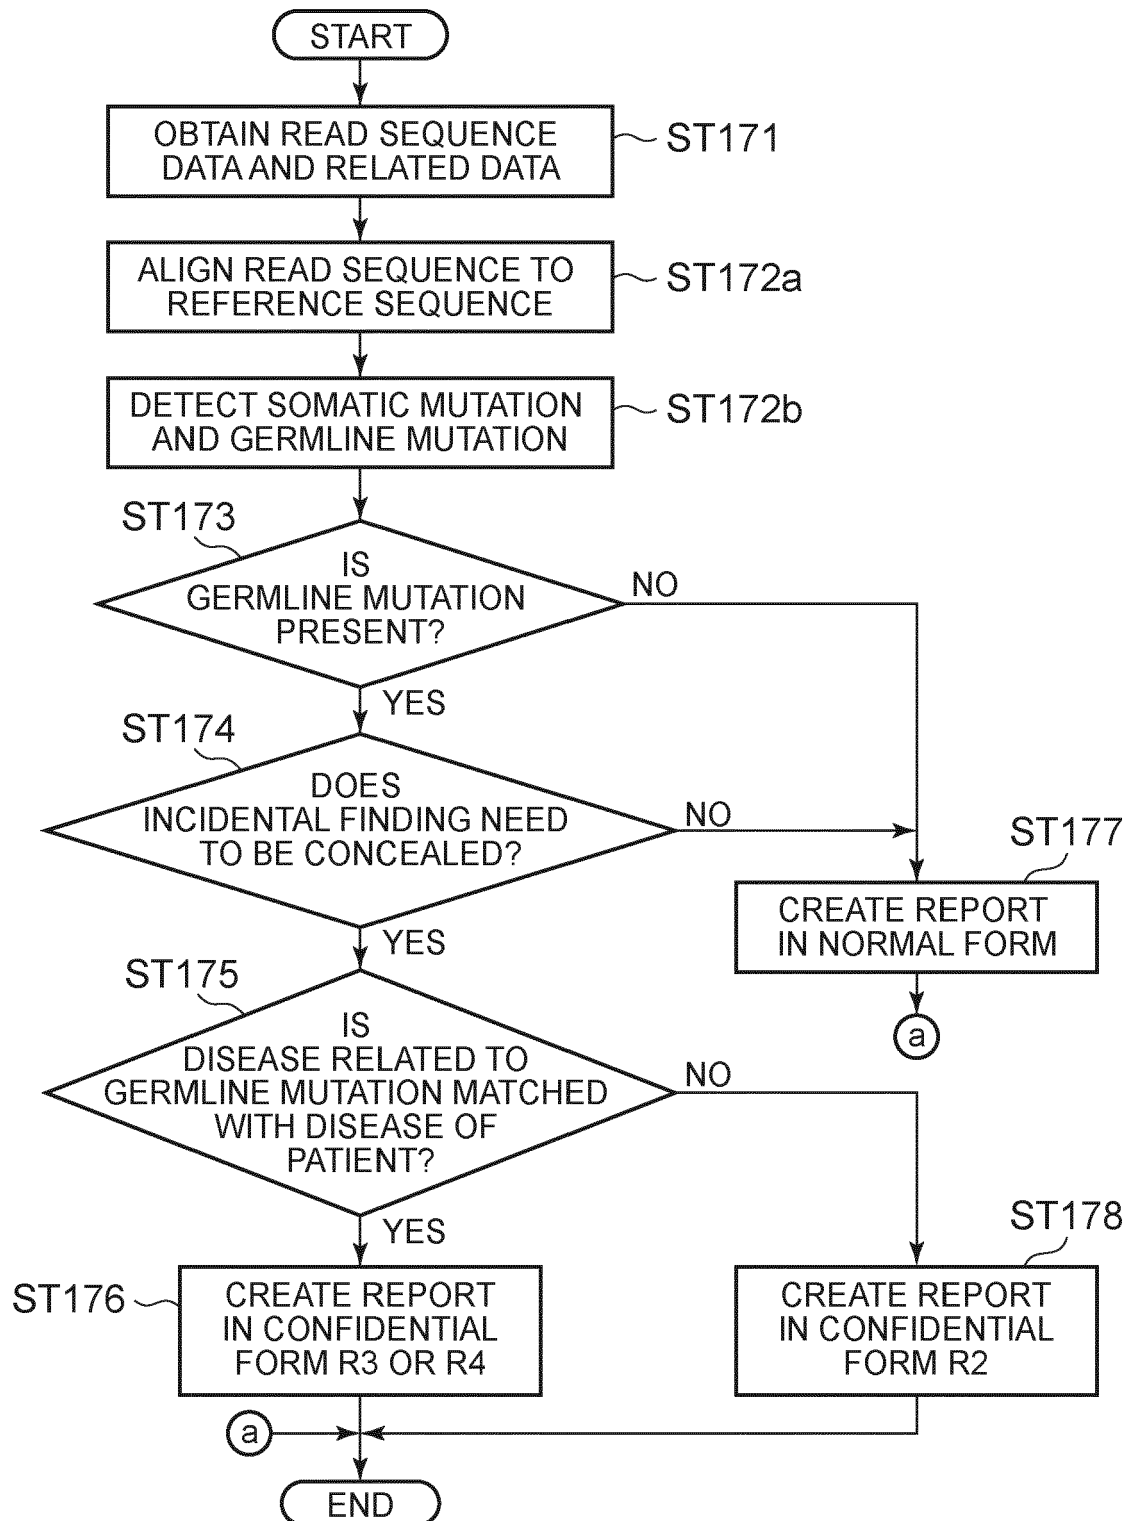 START
OBTAIN READ SEQUENCE
DATA AND RELATED DATA
ST171
ALIGN READ SEQUENCE TO
REFERENCE SEQUENCE
ST172a
DETECT SOMATIC MUTATION
AND GERMLINE MUTATION
ST172b
ST173
IS
GERMLINE MUTATION
PRESENT?
NO
YES
ST174
DOES
INCIDENTAL FINDING NEED
TO BE CONCEALED?
NO
YES
ST177
CREATE REPORT
IN NORMAL FORM
a
ST175
IS
DISEASE RELATED TO
GERMLINE MUTATION MATCHED
WITH DISEASE OF
PATIENT?
NO
YES
ST176
CREATE REPORT
IN CONFIDENTIAL
FORM R3 OR R4
ST178
CREATE REPORT
IN CONFIDENTIAL
FORM R2
a
END